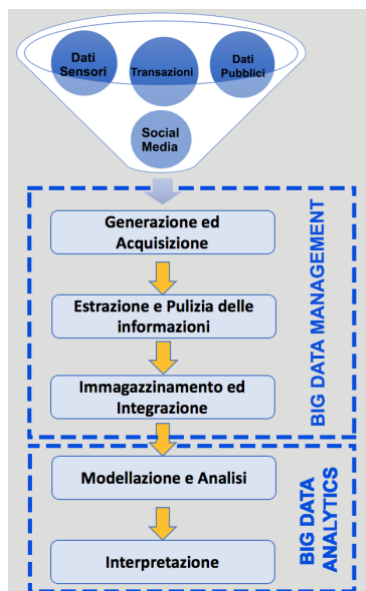 Dati
Sensori
Transazioni
Dati
Pubblici
Social
Media
Generazione ed
Acquisizione
Estrazione e Pulizia delle
informazioni
Immagazzinamento ed
Integrazione
BIG DATA MANAGEMENT
Modellazione e Analisi
Interpretazione
BIG DATA
ANALYTICS